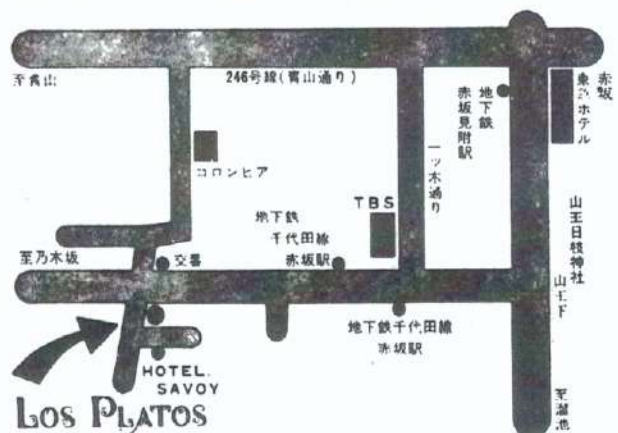 至青山
246号線(青山通り)
赤坂
東急ホテル
地下鉄
赤坂見附駅
一ツ木通り
コロンビア
TBS
地下鉄
千代田線
赤坂駅
山王日枝神社
至乃木坂
交番
山王下
地下鉄千代田線
赤坂駅
HOTEL.
SAVOY
LOS PLATOS
至溜池